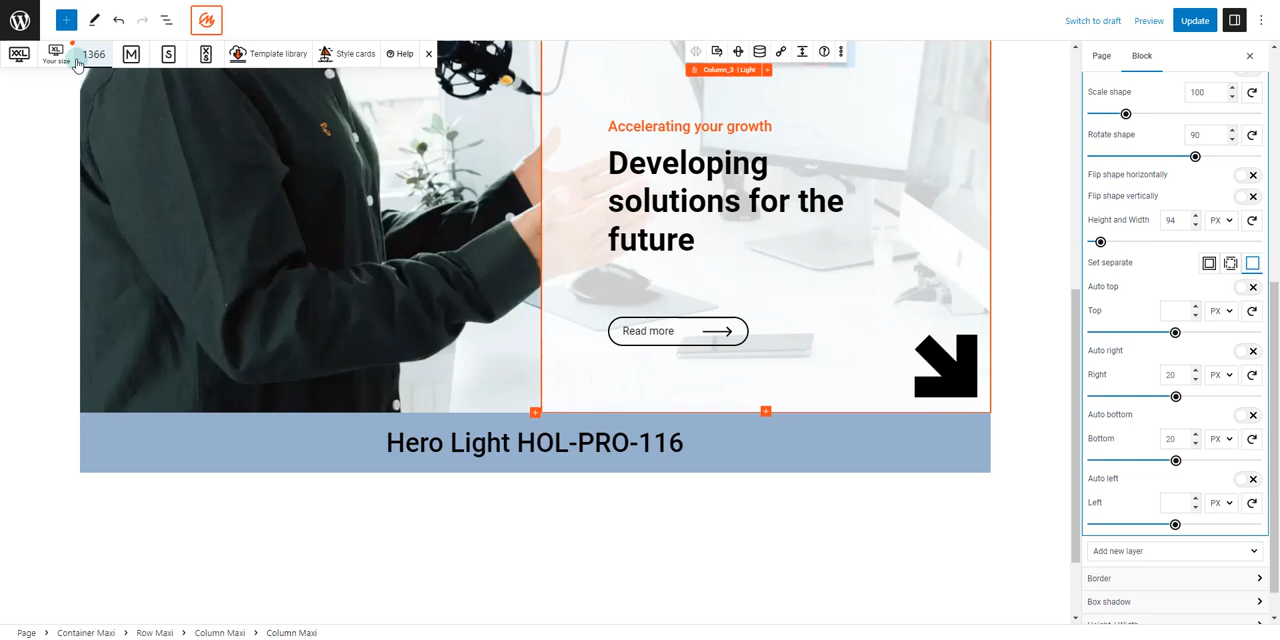 Switch to draft
Preview
Update
XXL
XL
Your size
1366
M
S
XS
Template library
Style cards
Help
Column_3 | Light
Page
Block
Scale shape
100
Rotate shape
90
Flip shape horizontally
Flip shape vertically
Height and Width
94
PX
Set separate
Auto top
Top
PX
Auto right
Right
20
PX
Auto bottom
Bottom
20
PX
Auto left
Left
PX
Add new layer
Border
Box shadow
Accelerating your growth
Developing
solutions for the
future
Read more
Hero Light HOL-PRO-116
Page
Container Maxi
Row Maxi
Column Maxi
Column Maxi